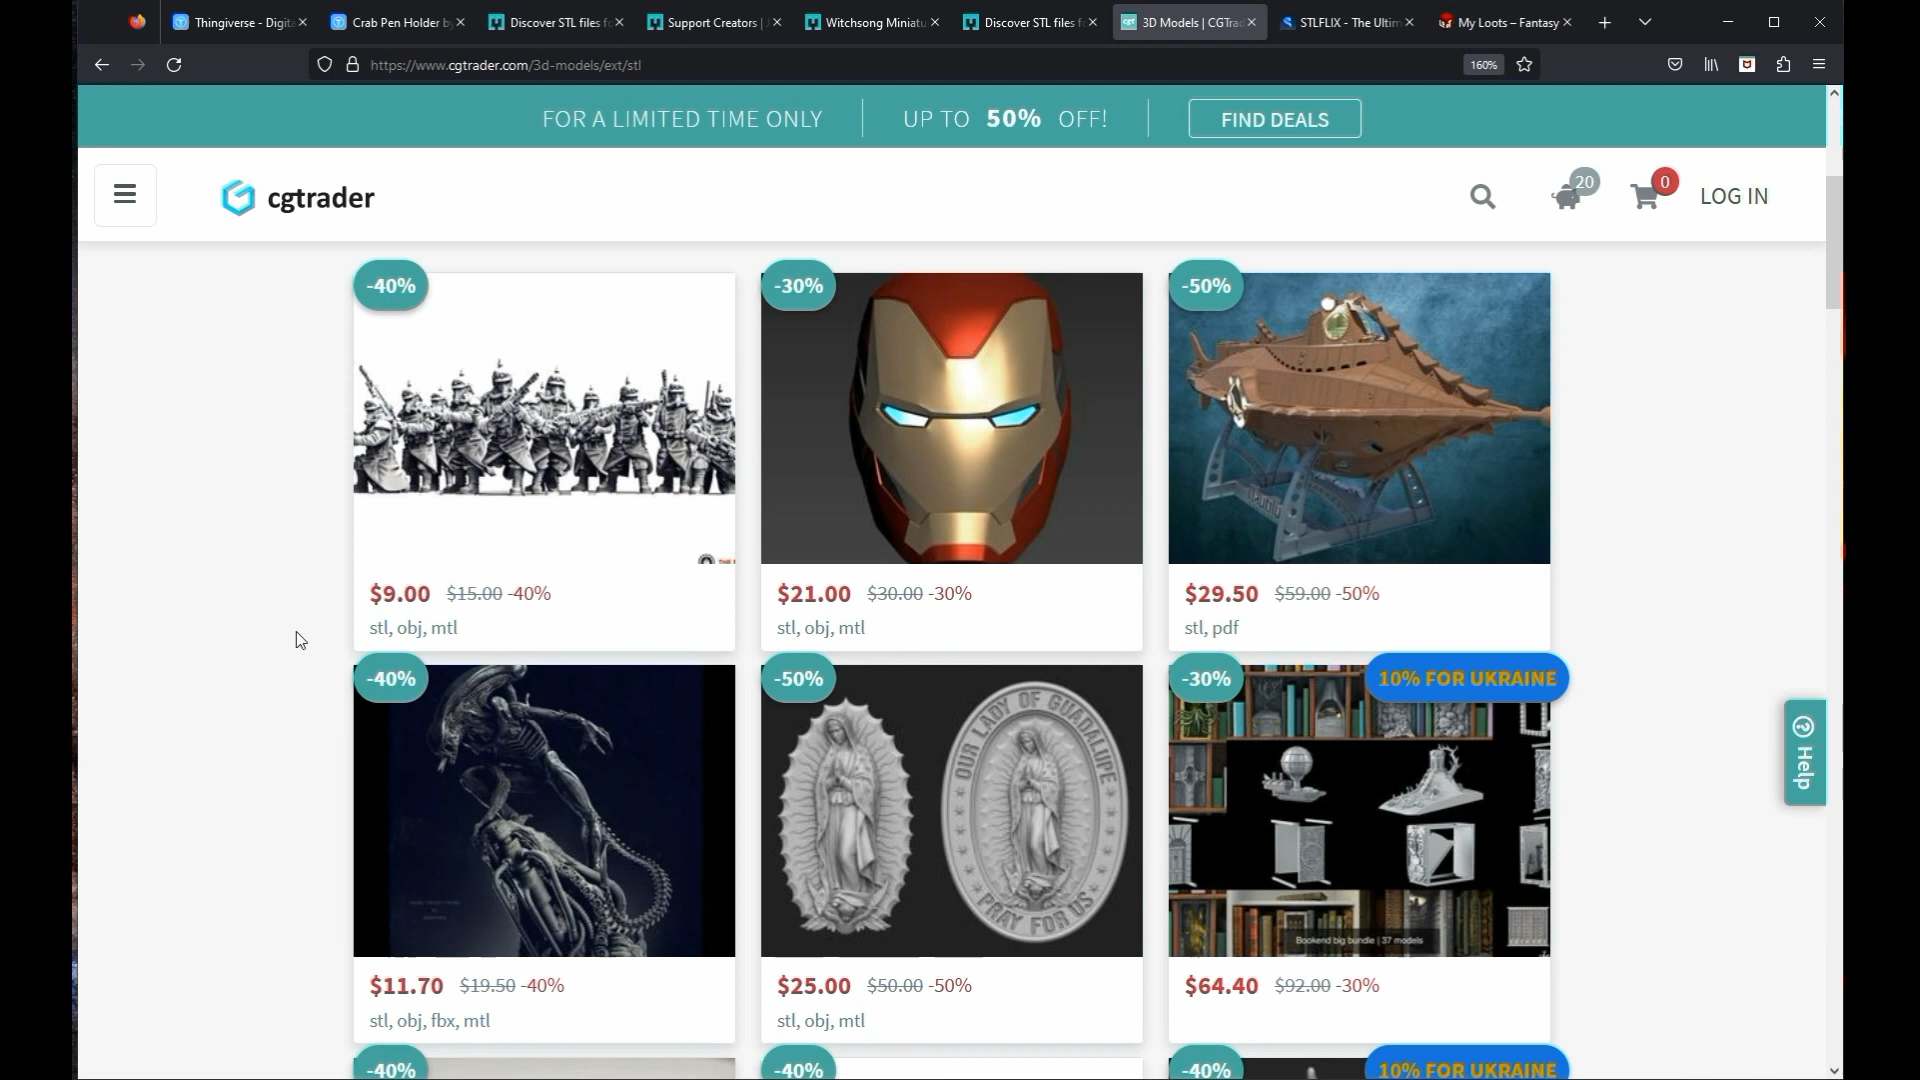 Thingiverse - Digita
Crab Pen Holder by
Discover STL files fo
Support Creators | J
Witchsong Miniatu
Discover STL files fo
cgt 3D Models | CGTrad
STLFLIX - The Ultim
My Loots – Fantasy
https://www.cgtrader.com/3d-models/ext/stl
160%
FOR A LIMITED TIME ONLY
UP TO 50% OFF!
FIND DEALS
cgtrader
20
0
LOG IN
-40%
-30%
-50%
$9.00 $15.00 -40%
stl, obj, mtl
$21.00 $30.00 -30%
stl, obj, mtl
$29.50 $59.00 -50%
stl, pdf
-40%
-50%
-30%
10% FOR UKRAINE
OUR LADY OF GUADALUPE
PRAY FOR US
Bookend big bundle | 37 models
Help
$11.70 $19.50 -40%
stl, obj, fbx, mtl
$25.00 $50.00 -50%
stl, obj, mtl
$64.40 $92.00 -30%
-40%
-40%
-40%
10% FOR UKRAINE